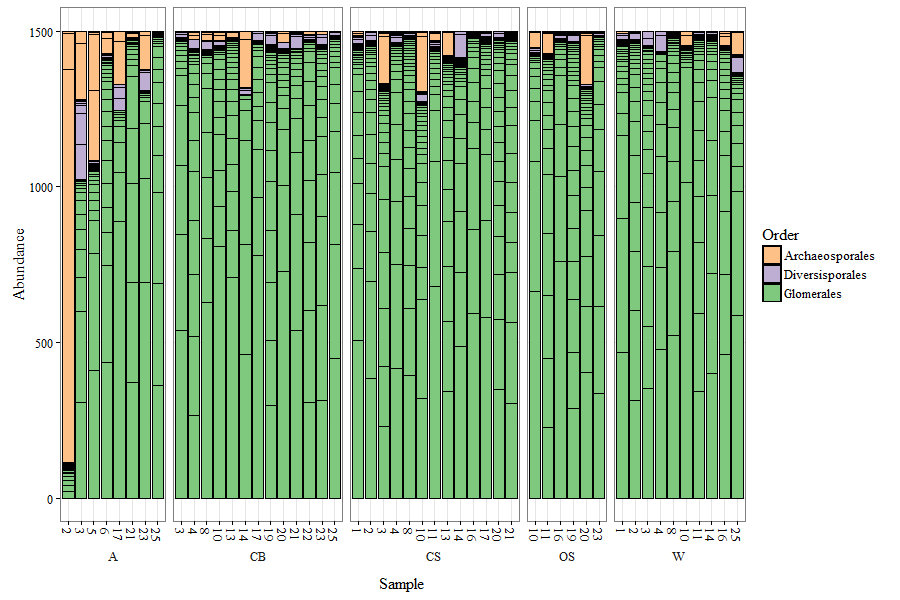 1500
1000
500
0
Abundance
2 3 5 6 17 21 23 25
3 4 8 10 13 14 17 19 20 21 22 23 25
1 2 3 4 8 10 11 13 14 16 17 20 21
10 11 16 19 20 23
1 2 3 4 8 10 11 14 16 25
A CB CS OS W
Sample
Order
Archaeosporales
Diversisporales
Glomerales